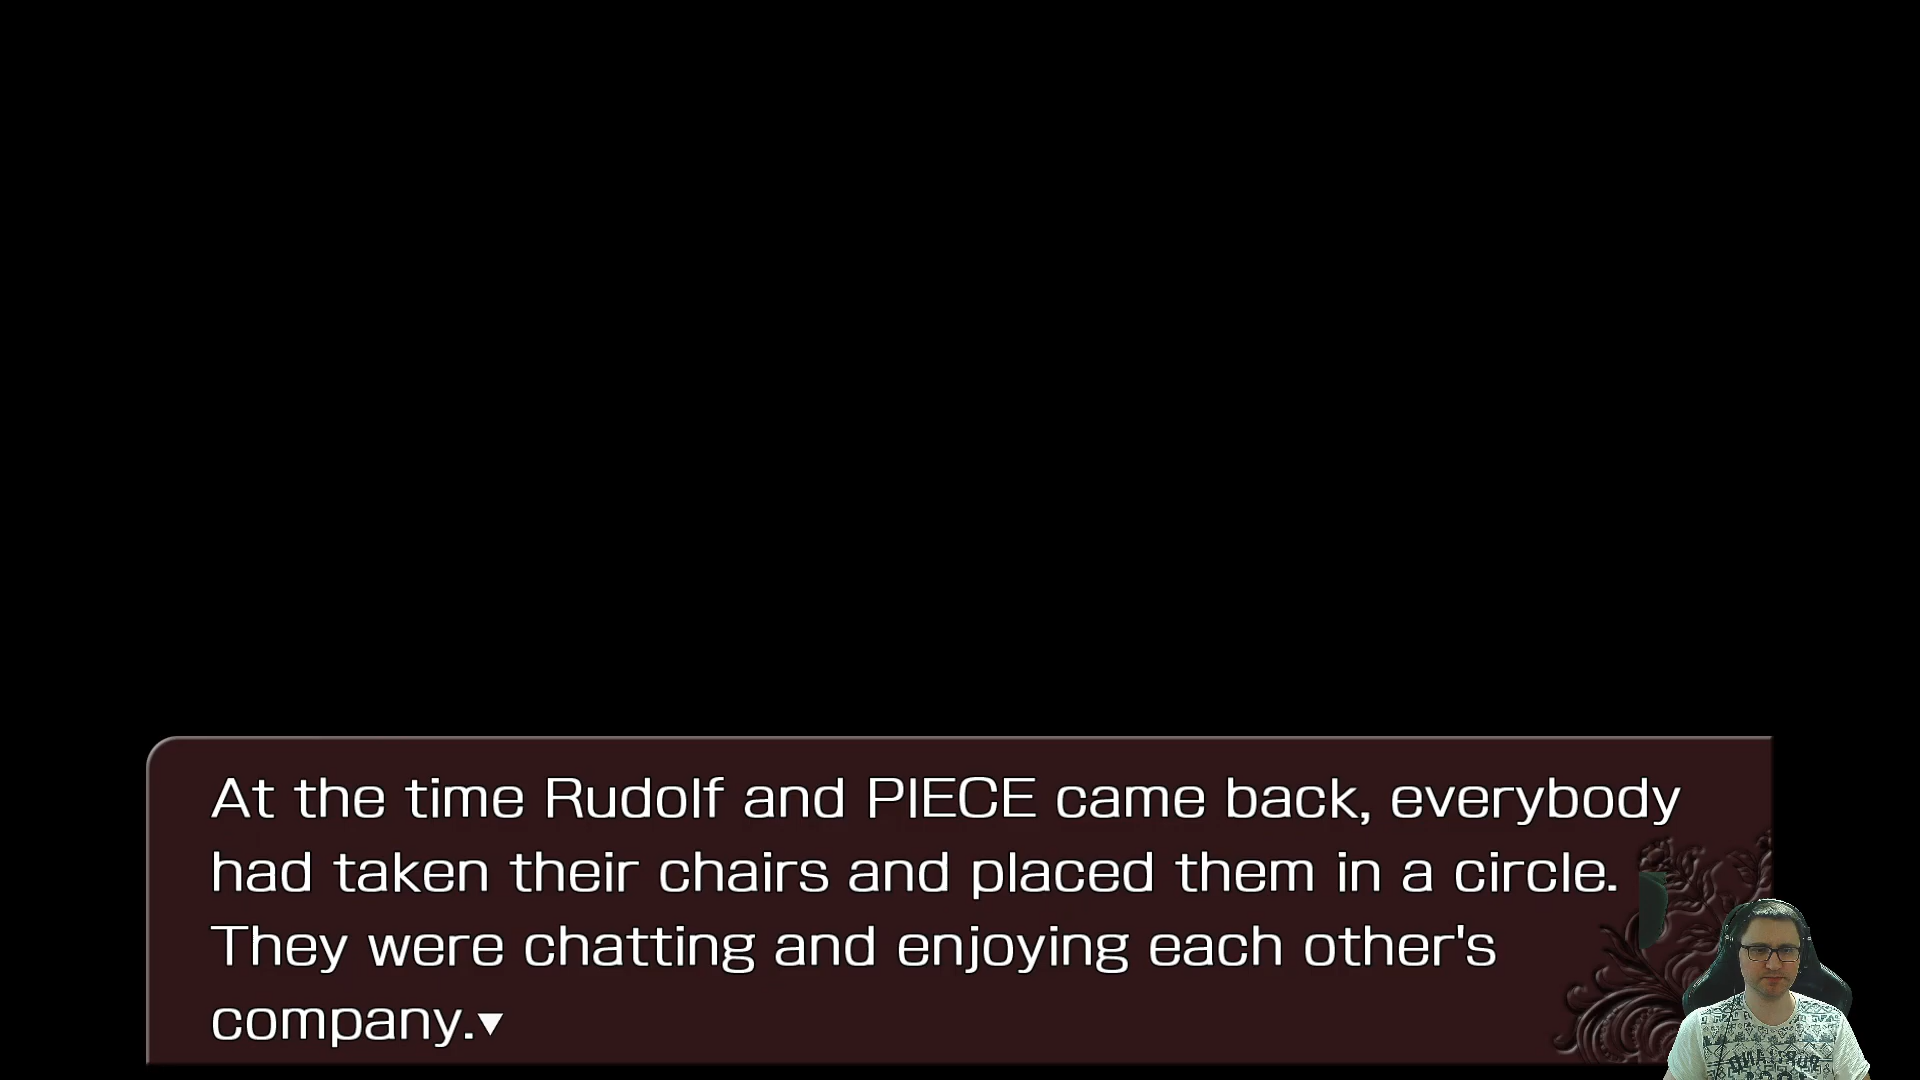 At the time Rudolf and PIECE came back, everybody
had taken their chairs and placed them in a circle.
They were chatting and enjoying each other's
company.▼